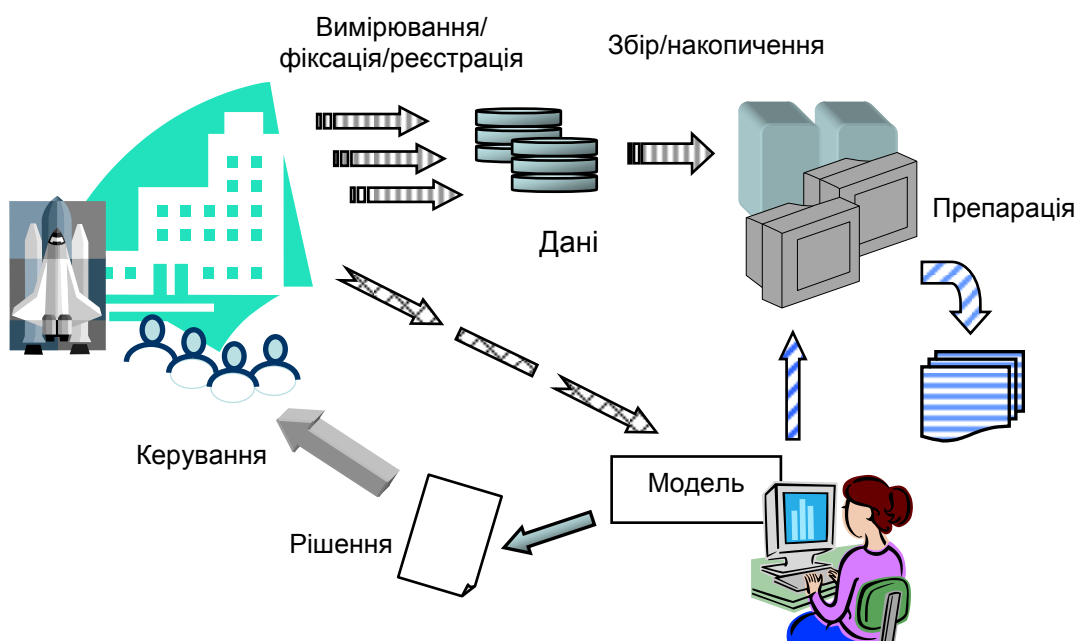 Вимірювання/
фіксація/реєстрація
Збір/накопичення
Дані
Препарація
Керування
Модель
Рішення